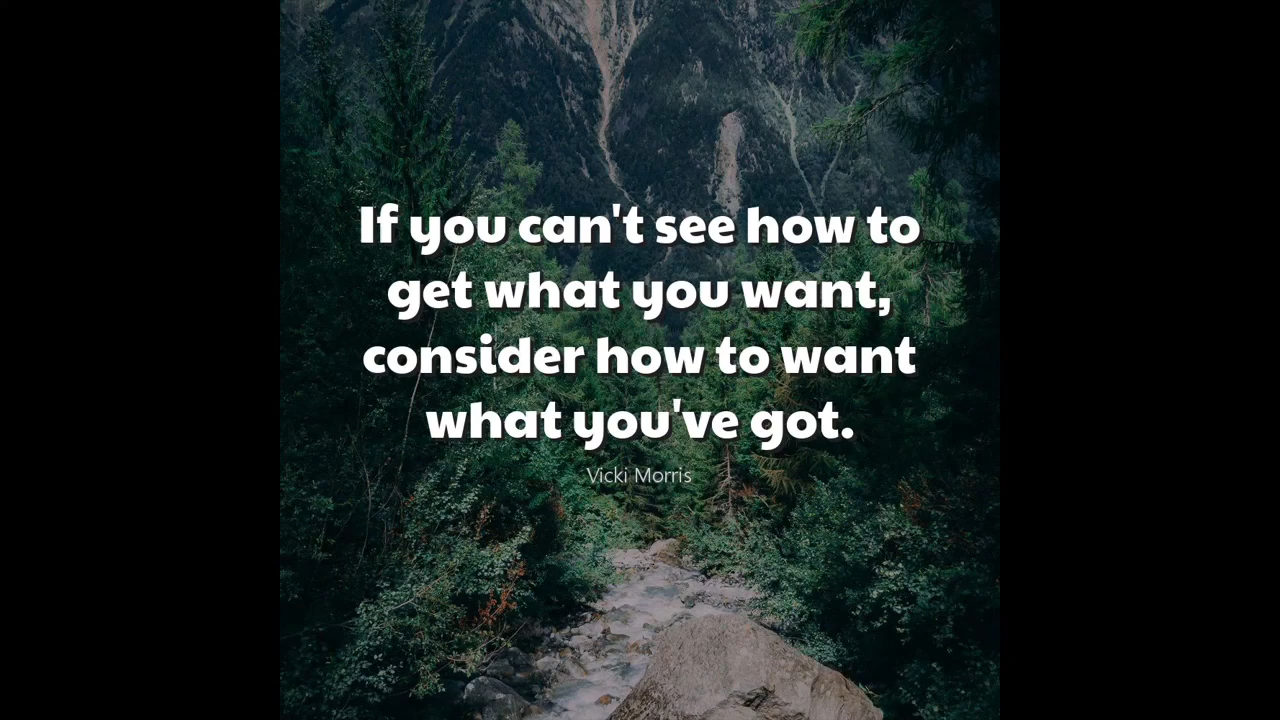 If you can't see how to
get what you want,
consider how to want
what you've got.
Vicki Morris